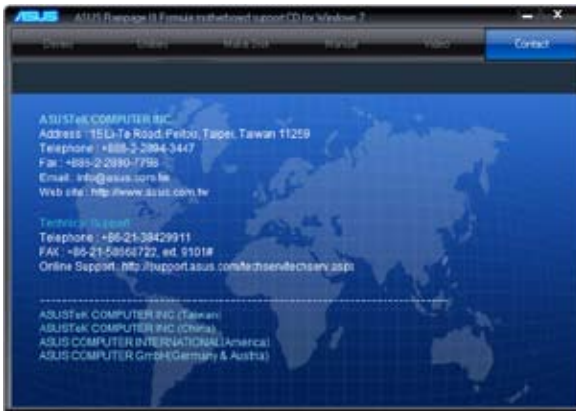 ASUS ASUS Rampage III Formula motherboard support CD for Windows 7
Drivers Utilities Make Disk Manual Video Contact
ASUSTeK COMPUTER INC.
Address : 15 Li-Te Road, Peitou, Taipei, Taiwan 11259
Telephone : +886-2-2894-3447
Fax : +886-2-2890-7798
Email : info@asus.com.tw
Web site : http://www.asus.com.tw
Technical Support
Telephone : +86-21-38429911
FAX : +86-21-58668722, ext. 9101#
Online Support : http://support.asus.com/techserv/techserv.aspx
ASUSTeK COMPUTER INC.(Taiwan)
ASUSTeK COMPUTER INC.(China)
ASUS COMPUTER INTERNATIONAL(America)
ASUS COMPUTER GmbH(Germany & Austria)